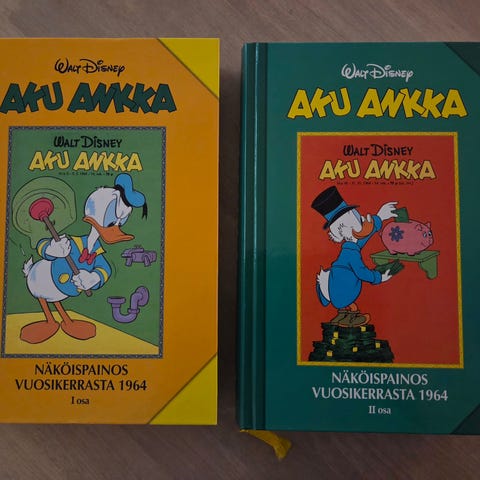 Walt Disney
AKU ANKKA
WALT DISNEY
AKU ANKKA
NÄKÖISPAINOS
VUOSIKERRASTA 1964
I osa
Walt Disney
AKU ANKKA
WALT DISNEY
AKU ANKKA
NÄKÖISPAINOS
VUOSIKERRASTA 1964
II osa